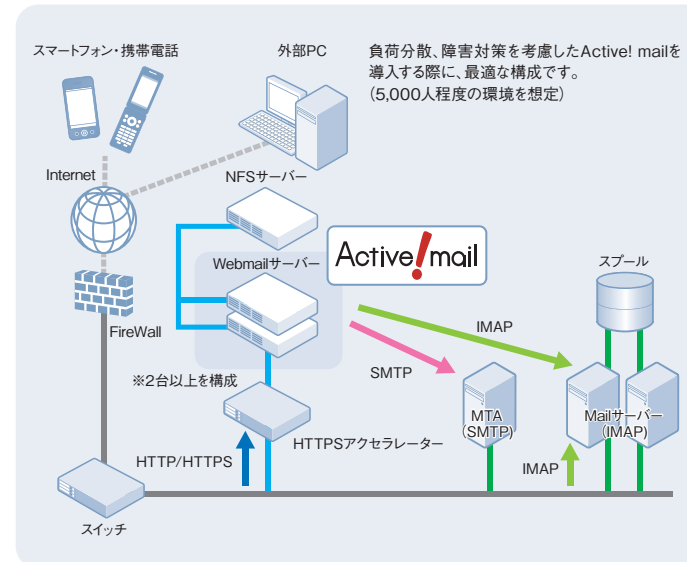 スマートフォン・携帯電話
外部PC
負荷分散、障害対策を考慮したActive! mailを
導入する際に、最適な構成です。
(5,000人程度の環境を想定)
Internet
NFSサーバー
Webmailサーバー
Active! mail
スプール
FireWall
IMAP
SMTP
※2台以上を構成
MTA
(SMTP)
Mailサーバー
(IMAP)
HTTPSアクセラレーター
HTTP/HTTPS
IMAP
スイッチ